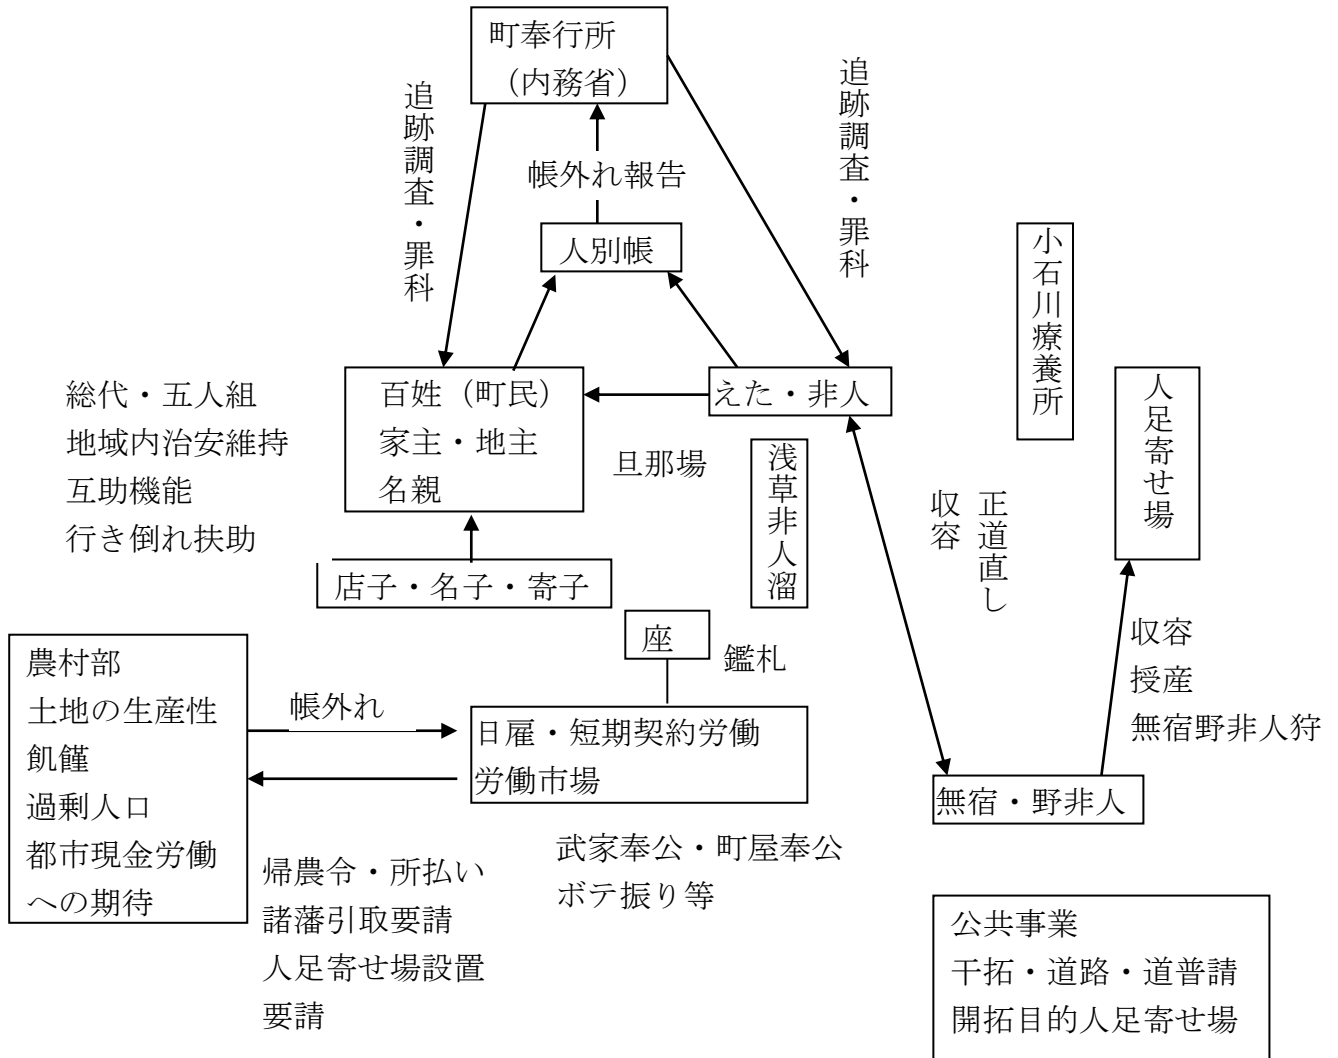 町奉行所
（内務省）
追跡調査・罪科
追跡調査・罪科
帳外れ報告
人別帳
小石川療養所
人足寄せ場
総代・五人組
地域内治安維持
互助機能
行き倒れ扶助
百姓（町民）
家主・地主
名親
えた・非人
旦那場
浅草非人溜
正道直し
収容
店子・名子・寄子
座
鑑札
収容
授産
無宿野非人狩
農村部
土地の生産性
飢饉
過剰人口
都市現金労働
への期待
帳外れ
日雇・短期契約労働
労働市場
無宿・野非人
武家奉公・町屋奉公
ボテ振り等
帰農令・所払い
諸藩引取要請
人足寄せ場設置
要請
公共事業
干拓・道路・道普請
開拓目的人足寄せ場